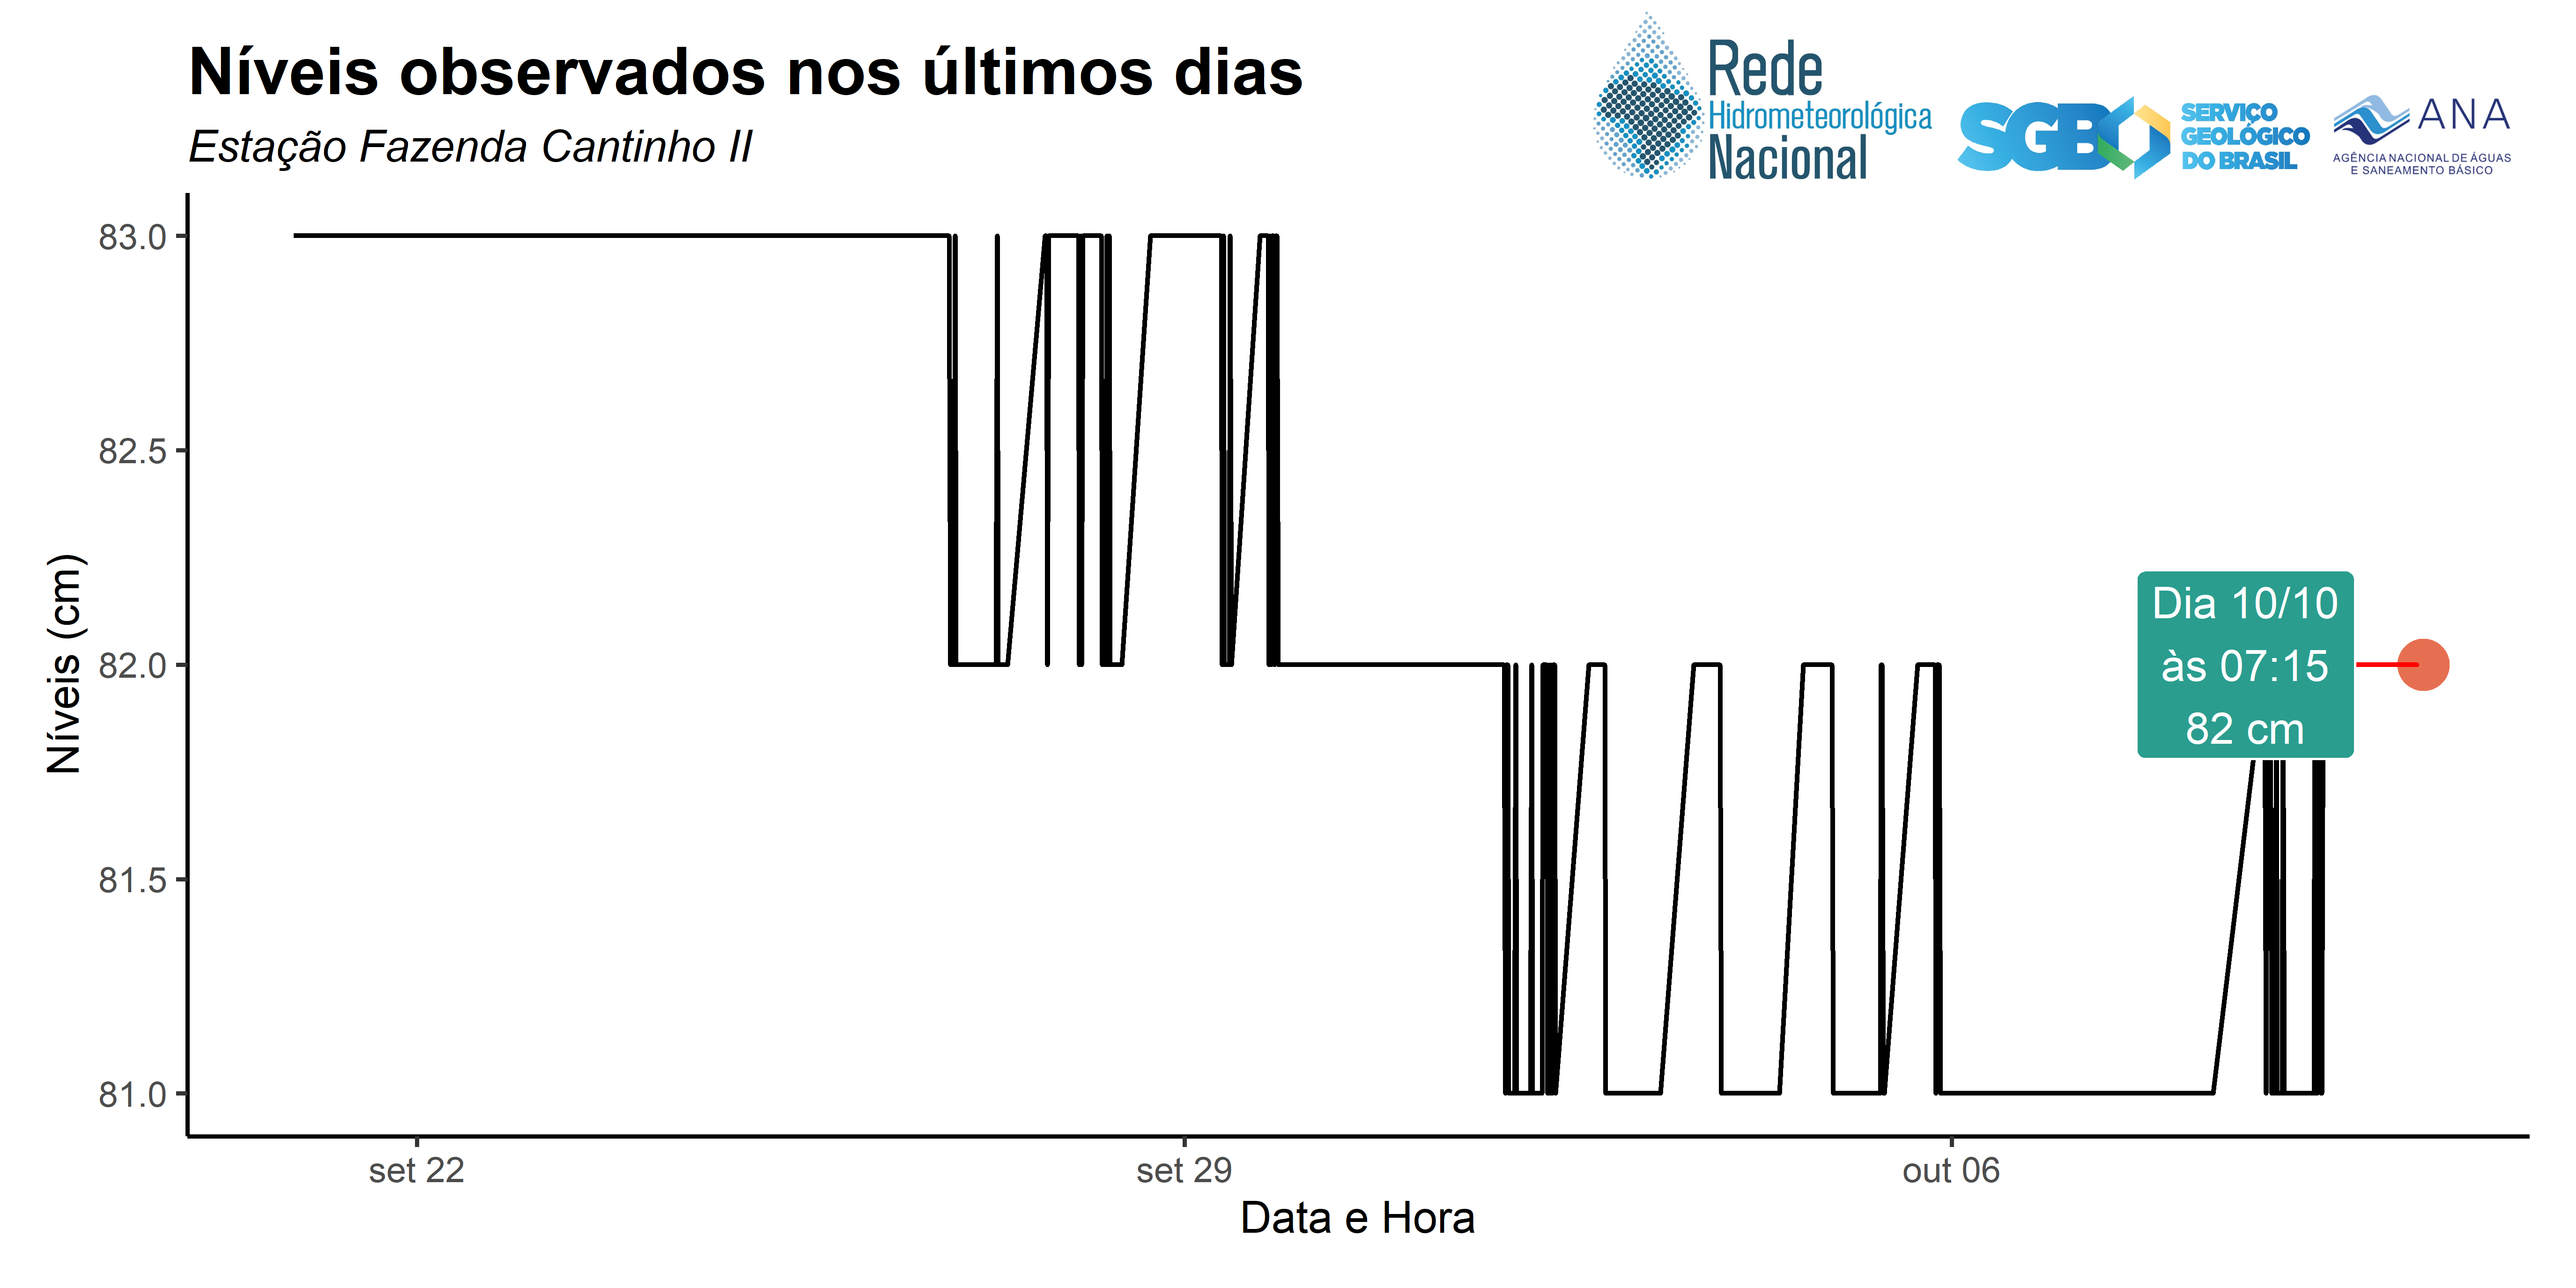 Níveis observados nos últimos dias
Estação Fazenda Cantinho II
Rede
Hidrometeorológica
Nacional
SGB
SERVIÇO
GEOLÓGICO
DO BRASIL
ANA
AGÊNCIA NACIONAL DE ÁGUAS
E SANEAMENTO BÁSICO
Níveis (cm)
83.0
82.5
82.0
81.5
81.0
Dia 10/10
às 07:15
82 cm
set 22
set 29
out 06
Data e Hora